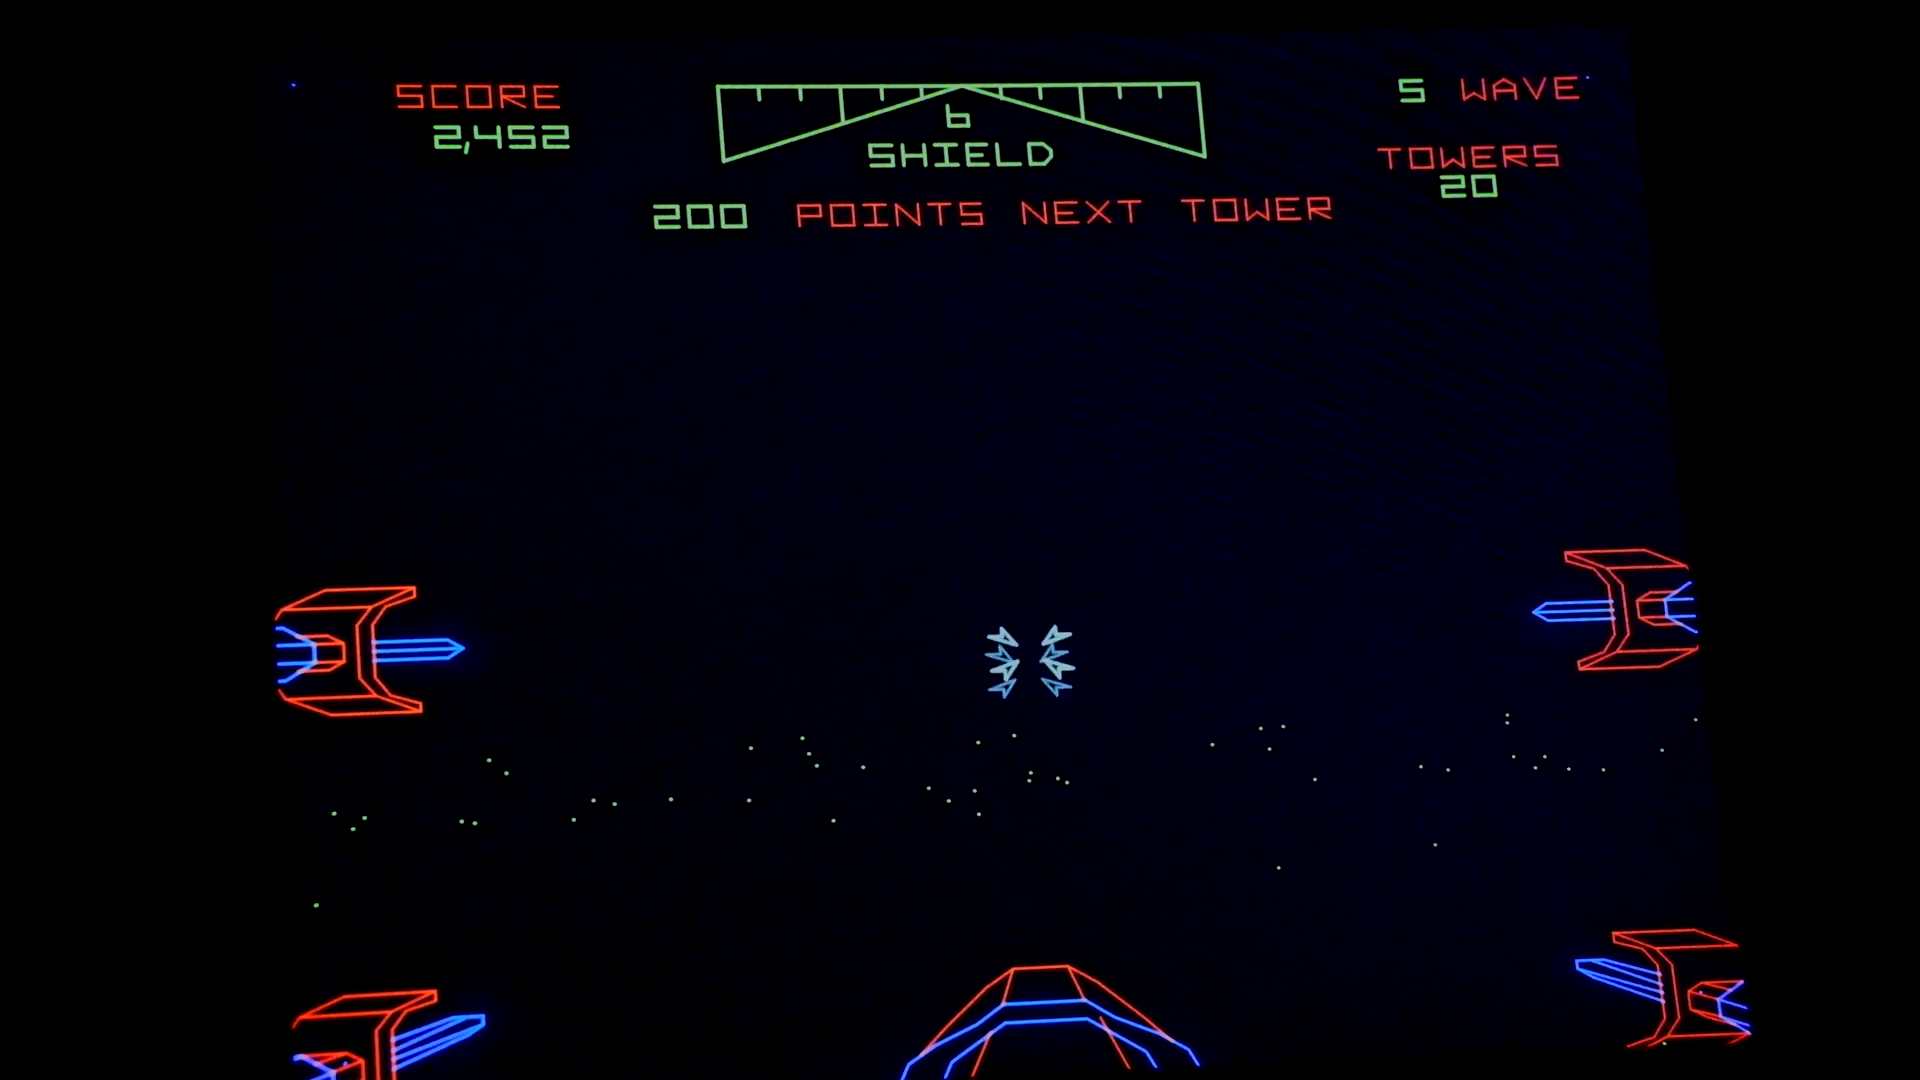 SCORE
2,452
6
SHIELD
5 WAVE
TOWERS
20
200 POINTS NEXT TOWER